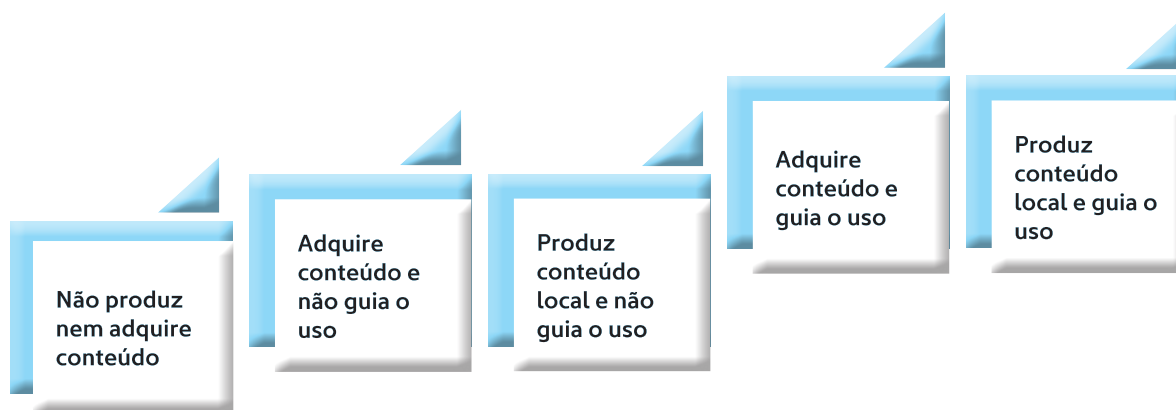 Não produz
nem adquire
conteúdo
Adquire
conteúdo e
não guia o
uso
Produz
conteúdo
local e não
guia o uso
Adquire
conteúdo e
guia o uso
Produz
conteúdo
local e guia o
uso